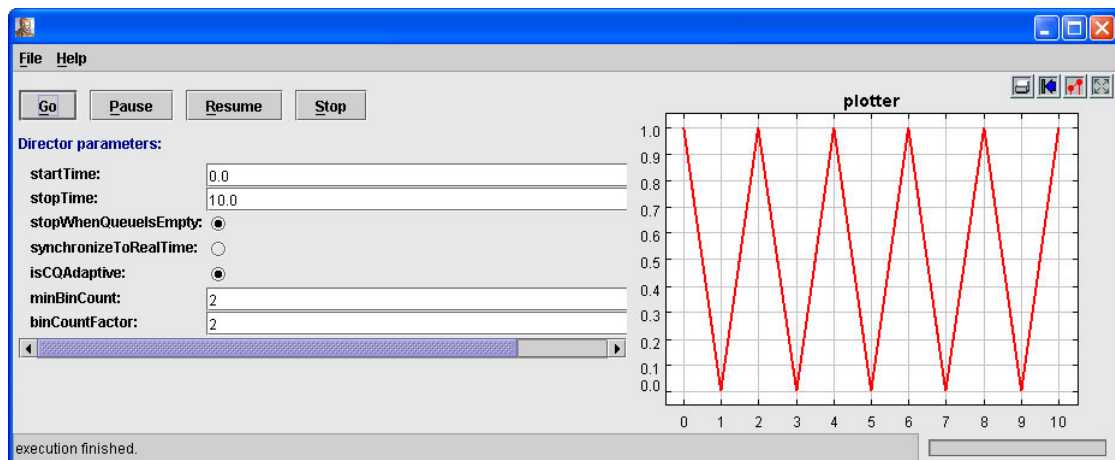 File Help
Go Pause Resume Stop
Director parameters:
startTime: 0.0
stopTime: 10.0
stopWhenQueueIsEmpty:
synchronizeToRealTime:
isCQAdaptive:
minBinCount: 2
binCountFactor: 2
plotter
1.0
0.9
0.8
0.7
0.6
0.5
0.4
0.3
0.2
0.1
0.0
0 1 2 3 4 5 6 7 8 9 10
execution finished.